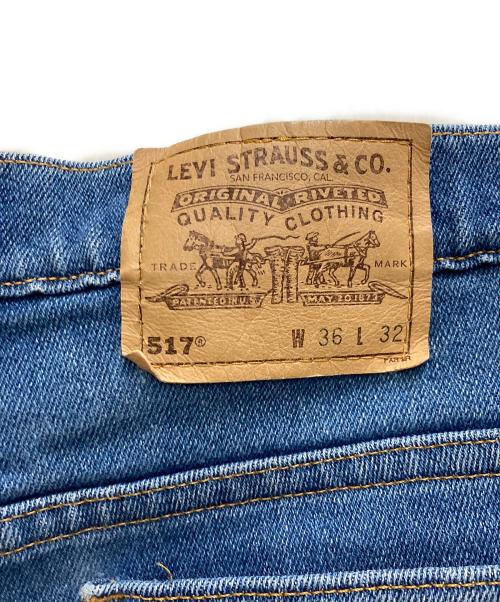 LEVI STRAUSS & CO.
SAN FRANCISCO, CAL.
ORIGINAL RIVETED
QUALITY CLOTHING
TRADE MARK
PATENTED IN U.S. MAY 20 1873
517® W 36 L 32